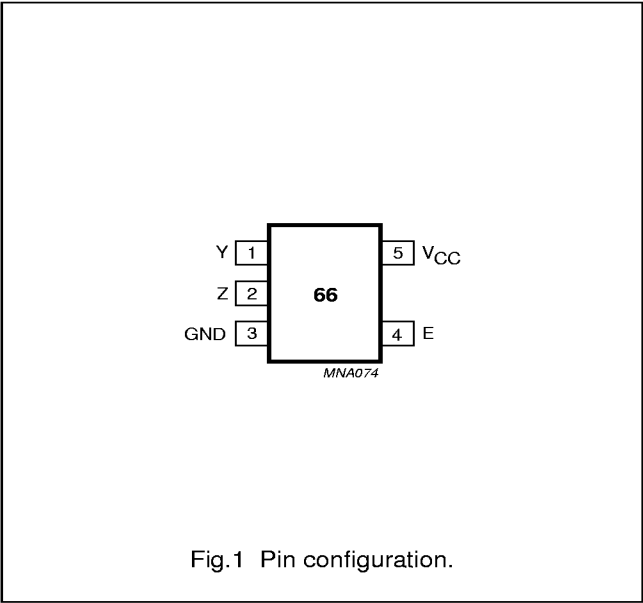 Y 1 5 VCC
Z 2 66
GND 3 4 E
MNA074
Fig.1 Pin configuration.